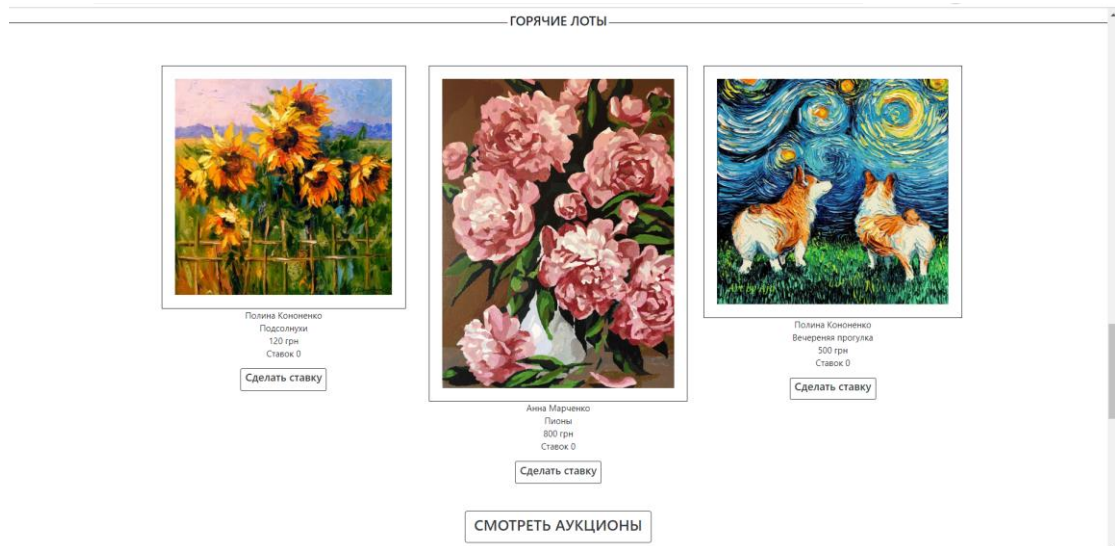 ГОРЯЧИЕ ЛОТЫ
Полина Кононенко
Подсолнухи
120 грн
Ставок 0
Сделать ставку
Анна Марченко
Пионы
800 грн
Ставок 0
Сделать ставку
Полина Кононенко
Вечереняя прогулка
500 грн
Ставок 0
Сделать ставку
СМОТРЕТЬ АУКЦИОНЫ